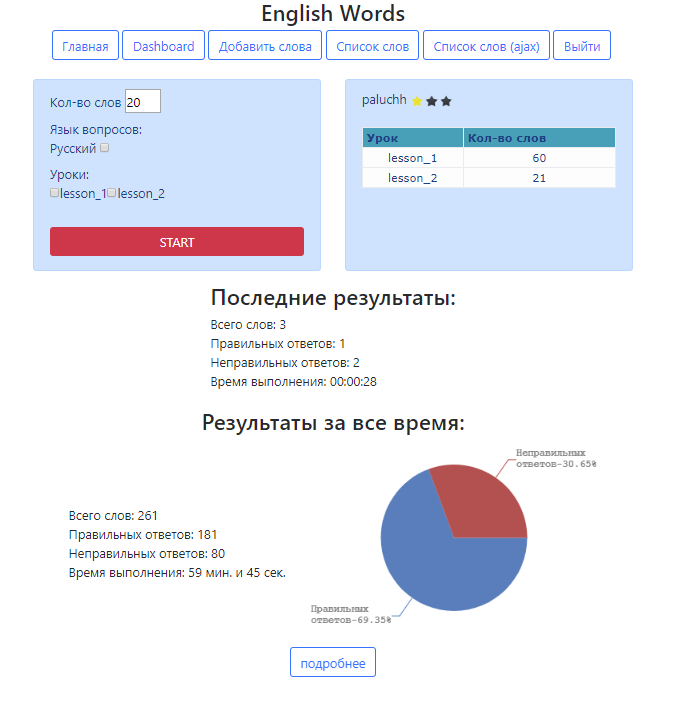 English Words
Главная Dashboard Добавить слова Список слов Список слов (ajax) Выйти
Кол-во слов 20
Язык вопросов:
Русский
Уроки:
lesson_1 lesson_2
START
paluchh
Урок Кол-во слов
lesson_1 60
lesson_2 21
Последние результаты:
Всего слов: 3
Правильных ответов: 1
Неправильных ответов: 2
Время выполнения: 00:00:28
Результаты за все время:
Всего слов: 261
Правильных ответов: 181
Неправильных ответов: 80
Время выполнения: 59 мин. и 45 сек.
Неправильных
ответов-30.65%
Правильных
ответов-69.35%
подробнее